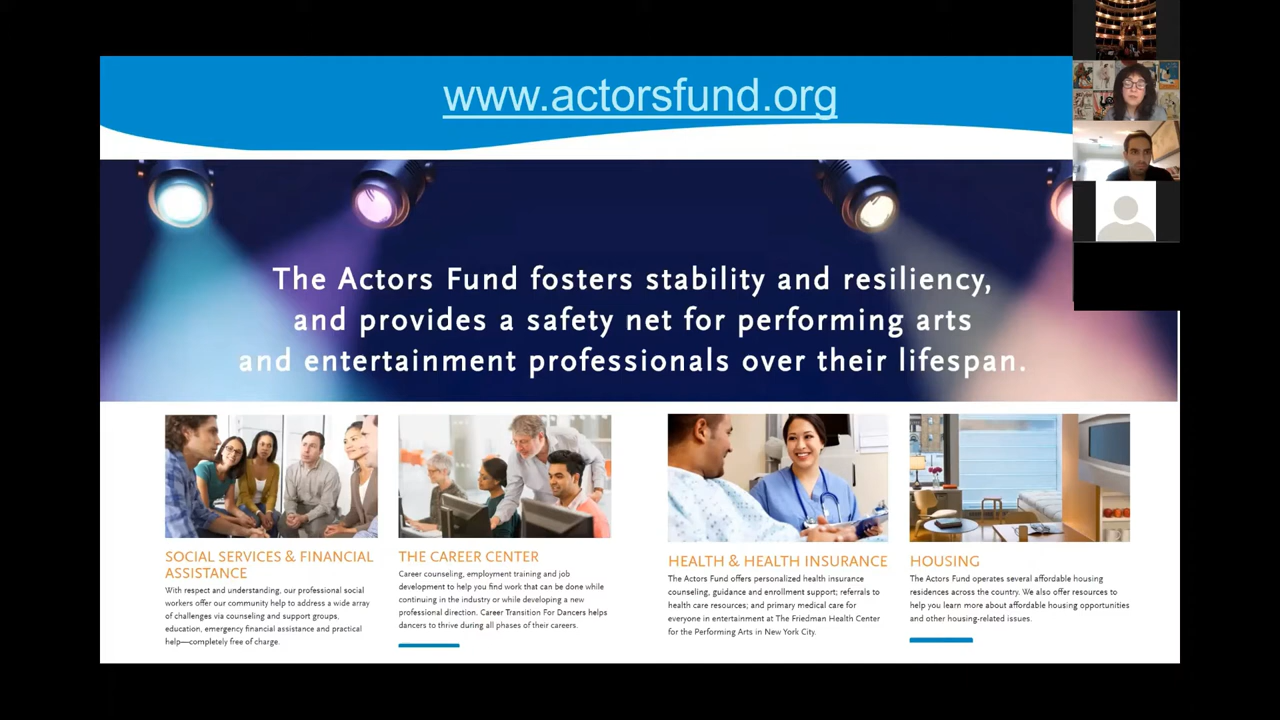 www.actorsfund.org
The Actors Fund fosters stability and resiliency,
and provides a safety net for performing arts
and entertainment professionals over their lifespan.
SOCIAL SERVICES & FINANCIAL
ASSISTANCE
With respect and understanding, our professional social
workers offer our community help to address a wide array
of challenges via counseling and support groups,
education, emergency financial assistance and practical
help—completely free of charge.
THE CAREER CENTER
Career counseling, employment training and job
development to help you find work that can be done while
continuing in the industry or while developing a new
professional direction. Career Transition For Dancers helps
dancers to thrive during all phases of their careers.
HEALTH & HEALTH INSURANCE
The Actors Fund offers personalized health insurance
counseling, guidance and enrollment support; referrals to
health care resources; and primary medical care for
everyone in entertainment at The Friedman Health Center
for the Performing Arts in New York City.
HOUSING
The Actors Fund operates several affordable housing
residences across the country. We also offer resources to
help you learn more about affordable housing opportunities
and other housing-related issues.